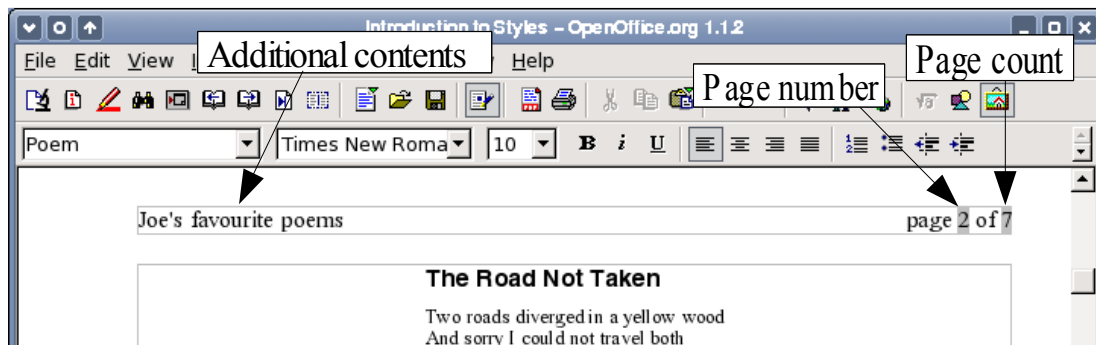 Introduction to Styles – OpenOffice.org 1.1.2
Additional contents
Page count
File Edit View Help
Page number
Poem Times New Roma 10 B i U
Joe's favourite poems page 2 of 7
The Road Not Taken
Two roads diverged in a yellow wood
And sorry I could not travel both